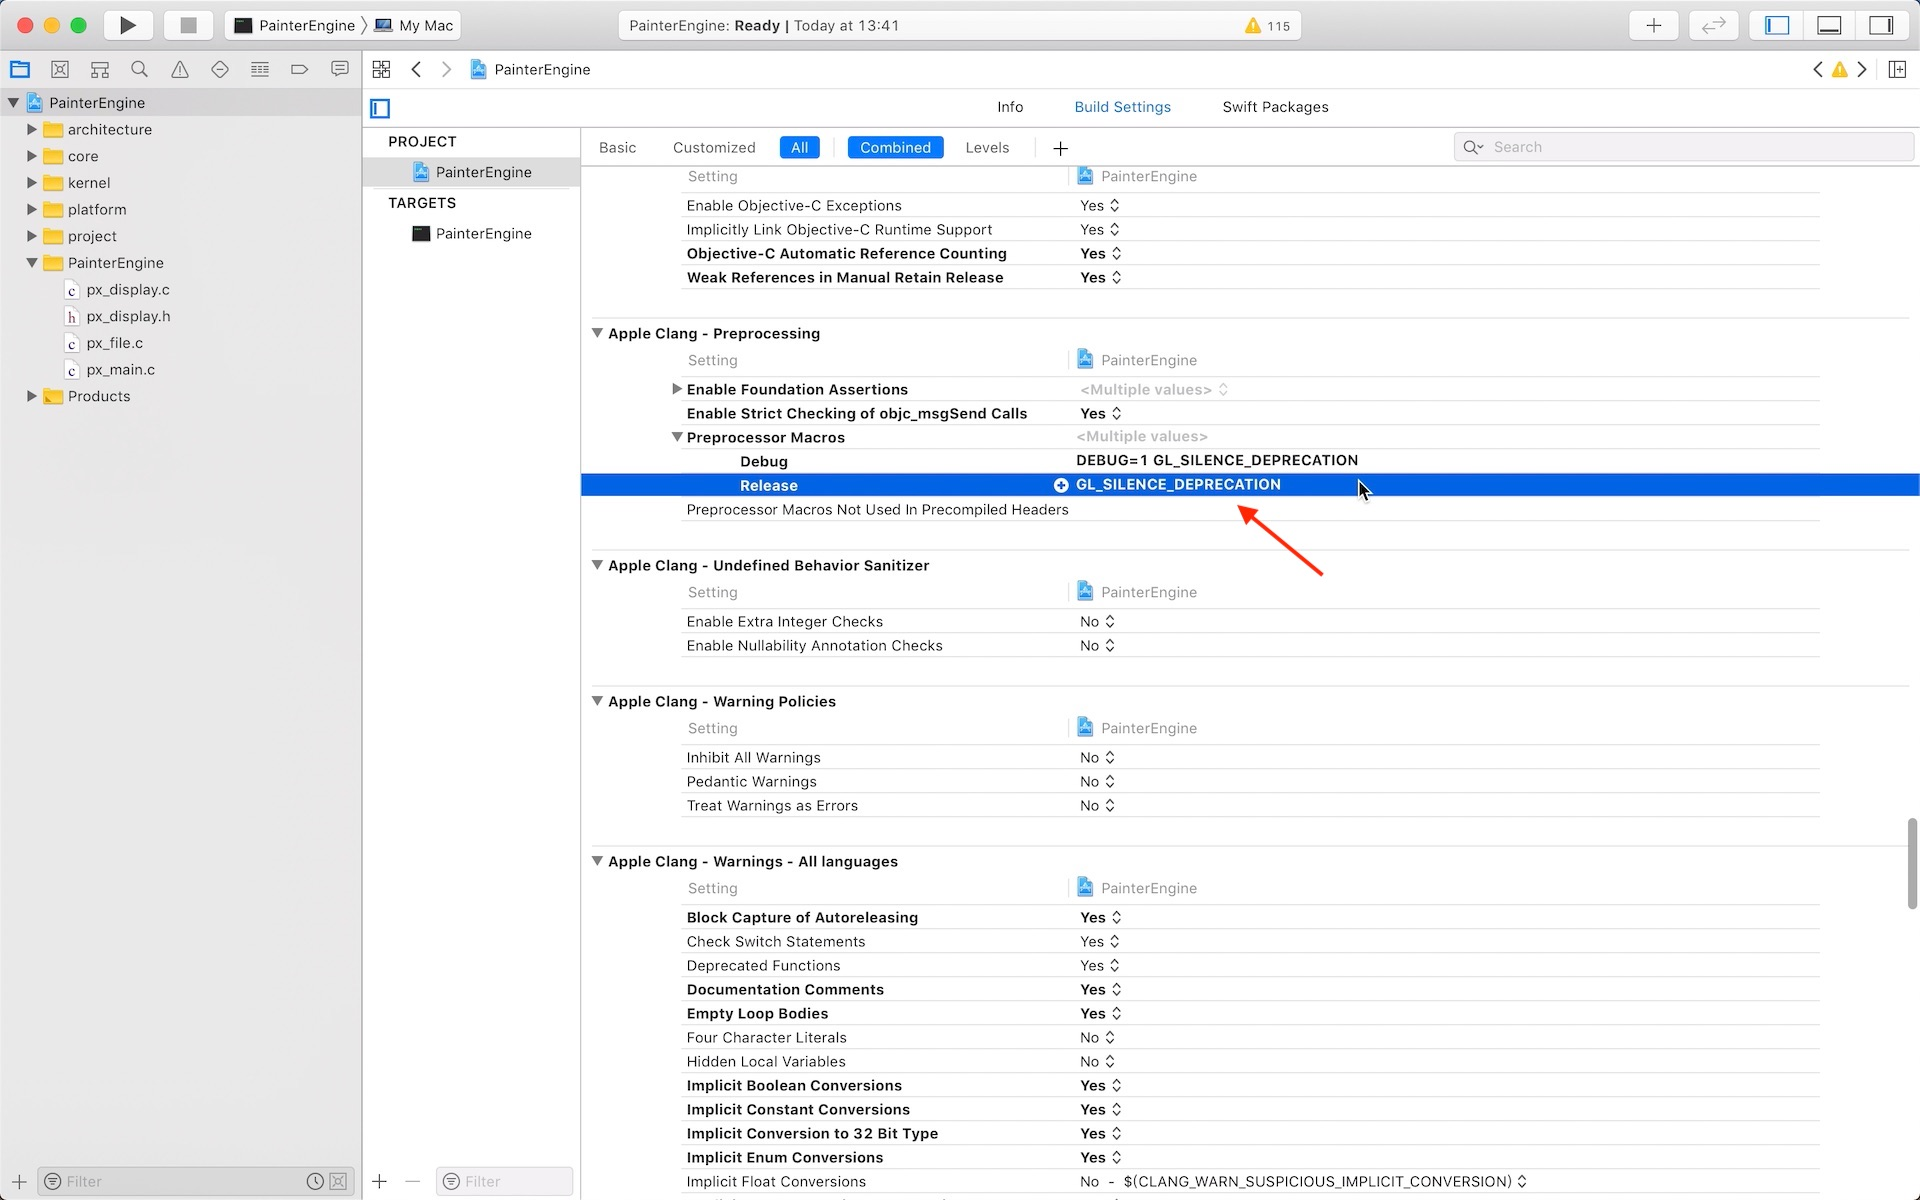 PainterEngine My Mac
PainterEngine: Ready | Today at 13:41
115
PainterEngine
architecture
core
kernel
platform
project
PainterEngine
c px_display.c
h px_display.h
c px_file.c
c px_main.c
Products
Filter
PainterEngine
Info Build Settings Swift Packages
PROJECT
PainterEngine
TARGETS
PainterEngine
Filter
Basic Customized All Combined Levels
Search
Setting PainterEngine
Enable Objective-C Exceptions Yes
Implicitly Link Objective-C Runtime Support Yes
Objective-C Automatic Reference Counting Yes
Weak References in Manual Retain Release Yes
Apple Clang - Preprocessing
Setting PainterEngine
Enable Foundation Assertions <Multiple values>
Enable Strict Checking of objc_msgSend Calls Yes
Preprocessor Macros <Multiple values>
Debug DEBUG=1 GL_SILENCE_DEPRECATION
Release GL_SILENCE_DEPRECATION
Preprocessor Macros Not Used In Precompiled Headers
Apple Clang - Undefined Behavior Sanitizer
Setting PainterEngine
Enable Extra Integer Checks No
Enable Nullability Annotation Checks No
Apple Clang - Warning Policies
Setting PainterEngine
Inhibit All Warnings No
Pedantic Warnings No
Treat Warnings as Errors No
Apple Clang - Warnings - All languages
Setting PainterEngine
Block Capture of Autoreleasing Yes
Check Switch Statements Yes
Deprecated Functions Yes
Documentation Comments Yes
Empty Loop Bodies Yes
Four Character Literals No
Hidden Local Variables No
Implicit Boolean Conversions Yes
Implicit Constant Conversions Yes
Implicit Conversion to 32 Bit Type Yes
Implicit Enum Conversions Yes
Implicit Float Conversions No - $(CLANG_WARN_SUSPICIOUS_IMPLICIT_CONVERSION)